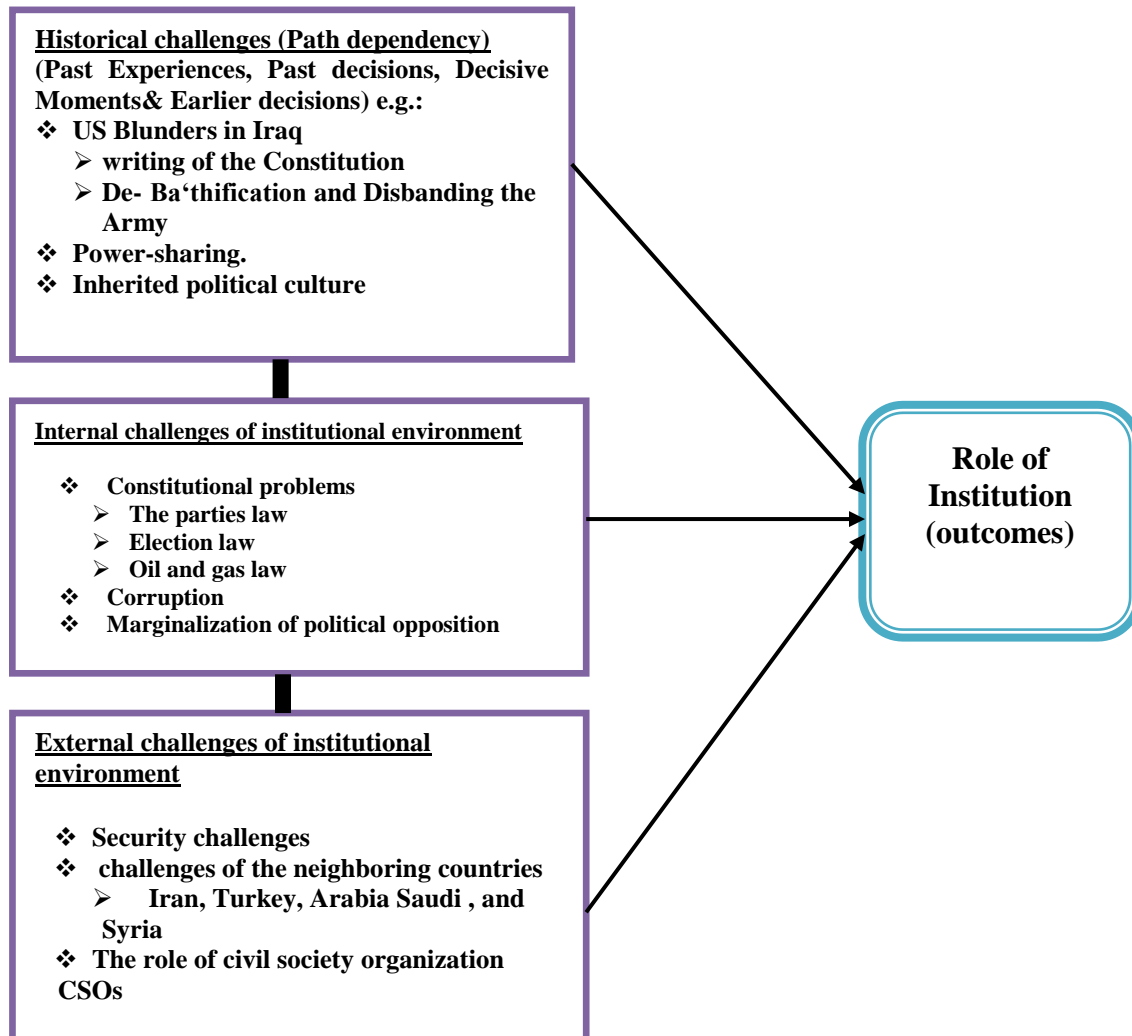 Historical challenges (Path dependency)
(Past Experiences, Past decisions, Decisive
Moments& Earlier decisions) e.g.:
❖ US Blunders in Iraq
➢ writing of the Constitution
➢ De- Ba‘thification and Disbanding the
Army
❖ Power-sharing.
❖ Inherited political culture
Internal challenges of institutional environment
❖ Constitutional problems
➢ The parties law
➢ Election law
➢ Oil and gas law
❖ Corruption
❖ Marginalization of political opposition
External challenges of institutional
environment
❖ Security challenges
❖ challenges of the neighboring countries
➢ Iran, Turkey, Arabia Saudi , and
Syria
❖ The role of civil society organization
CSOs
Role of
Institution
(outcomes)